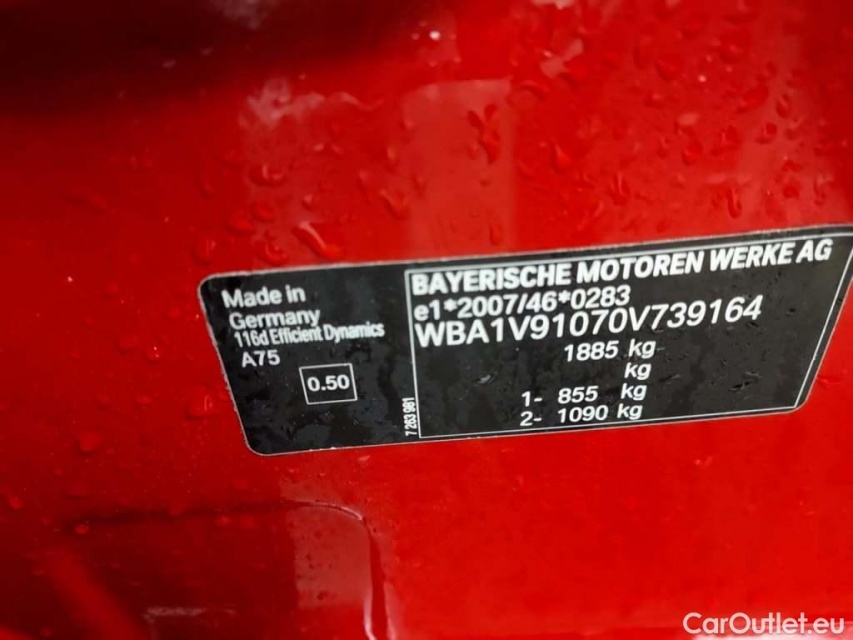 Made in
Germany
116d Efficient Dynamics
A75
0.50
7 263 981
BAYERISCHE MOTOREN WERKE AG
e1*2007/46*0283
WBA1V91070V739164
1885 kg
kg
1- 855 kg
2- 1090 kg
CarOutlet.eu